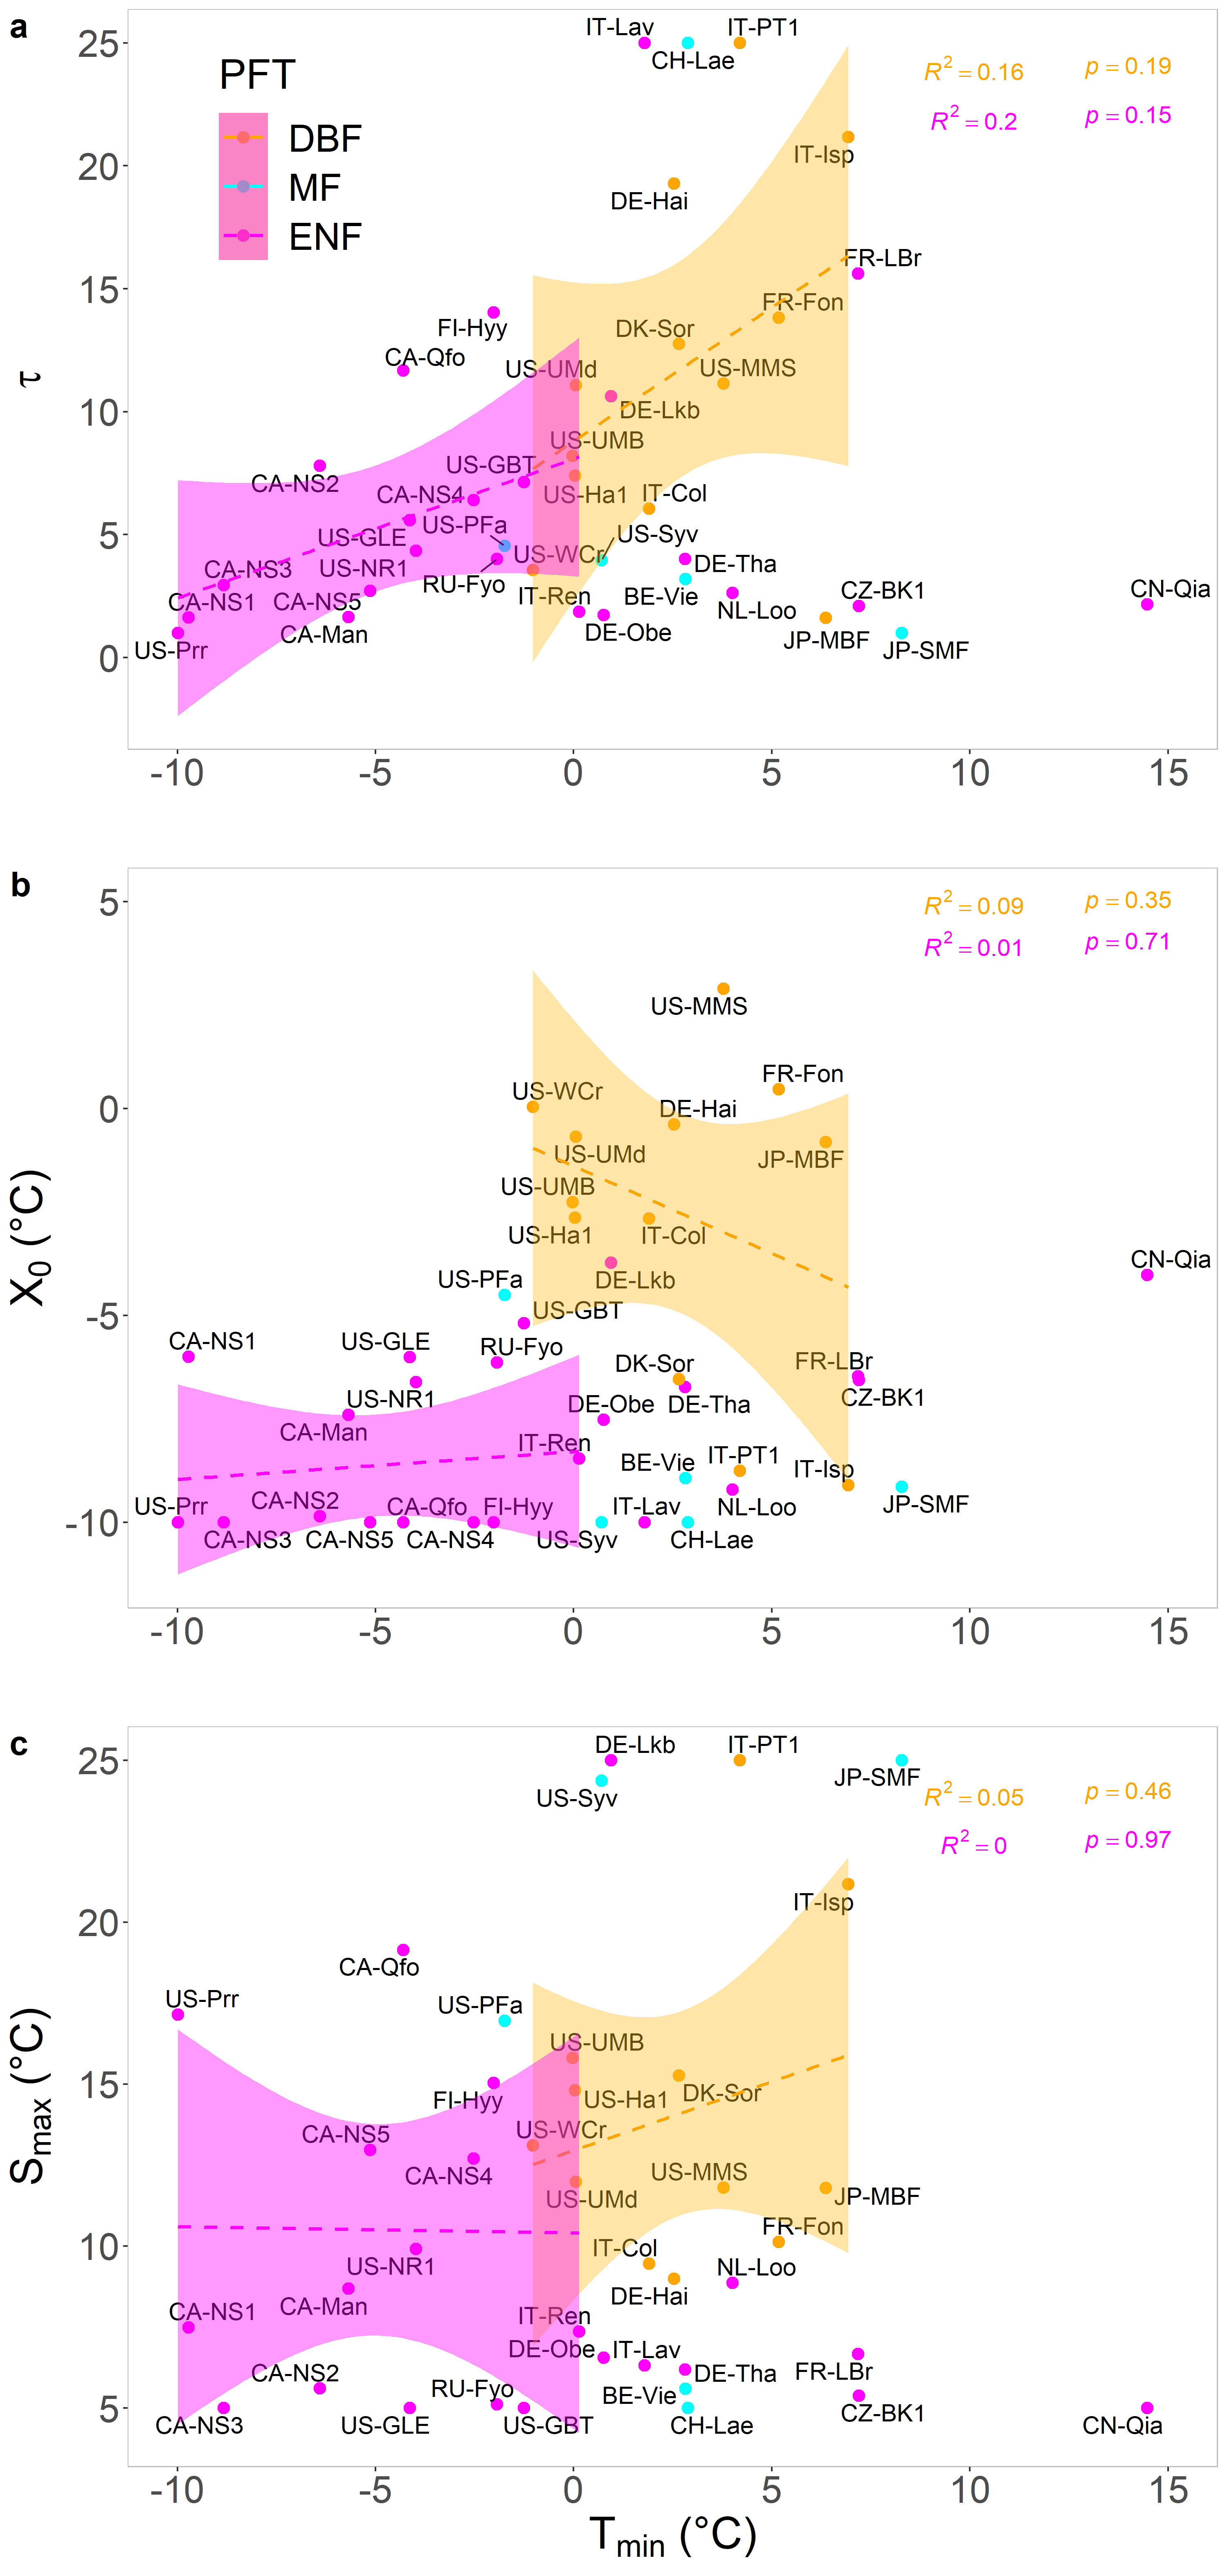 a
PFT
DBF
MF
ENF
τ
25
20
15
10
5
0
-10
-5
0
5
10
15
R² = 0.16
p = 0.19
R² = 0.2
p = 0.15
IT-Lav
IT-PT1
CH-Lae
IT-Isp
DE-Hai
FR-LBr
FR-Fon
FI-Hyy
DK-Sor
CA-Qfo
US-UMd
US-MMS
DE-Lkb
US-UMB
US-GBT
CA-NS2
CA-NS4
US-Ha1
IT-Col
US-PFa
US-GLE
US-Syv
US-WCr
CA-NS3
US-NR1
RU-Fyo
DE-Tha
IT-Ren
BE-Vie
CA-NS1
CA-NS5
NL-Loo
CZ-BK1
CN-Qia
CA-Man
DE-Obe
JP-MBF
JP-SMF
US-Prr
b
X₀ (°C)
5
0
-5
-10
-10
-5
0
5
10
15
R² = 0.09
p = 0.35
R² = 0.01
p = 0.71
US-MMS
FR-Fon
US-WCr
DE-Hai
US-UMd
JP-MBF
US-UMB
US-Ha1
IT-Col
CN-Qia
US-PFa
DE-Lkb
US-GBT
CA-NS1
US-GLE
RU-Fyo
DK-Sor
FR-LBr
US-NR1
DE-Obe
DE-Tha
CZ-BK1
CA-Man
IT-Ren
BE-Vie
IT-PT1
IT-Isp
US-Prr
CA-NS2
CA-Qfo
FI-Hyy
IT-Lav
NL-Loo
JP-SMF
CA-NS3
CA-NS5
CA-NS4
US-Syv
CH-Lae
c
Smax (°C)
25
20
15
10
5
-10
-5
0
5
10
15
Tmin (°C)
R² = 0.05
p = 0.46
R² = 0
p = 0.97
DE-Lkb
IT-PT1
JP-SMF
US-Syv
IT-Isp
CA-Qfo
US-Prr
US-PFa
US-UMB
FI-Hyy
US-Ha1
DK-Sor
CA-NS5
US-WCr
CA-NS4
US-MMS
US-UMd
JP-MBF
FR-Fon
US-NR1
IT-Col
NL-Loo
CA-Man
DE-Hai
CA-NS1
IT-Ren
DE-Obe
IT-Lav
CA-NS2
DE-Tha
FR-LBr
RU-Fyo
BE-Vie
CZ-BK1
CA-NS3
US-GLE
US-GBT
CH-Lae
CN-Qia